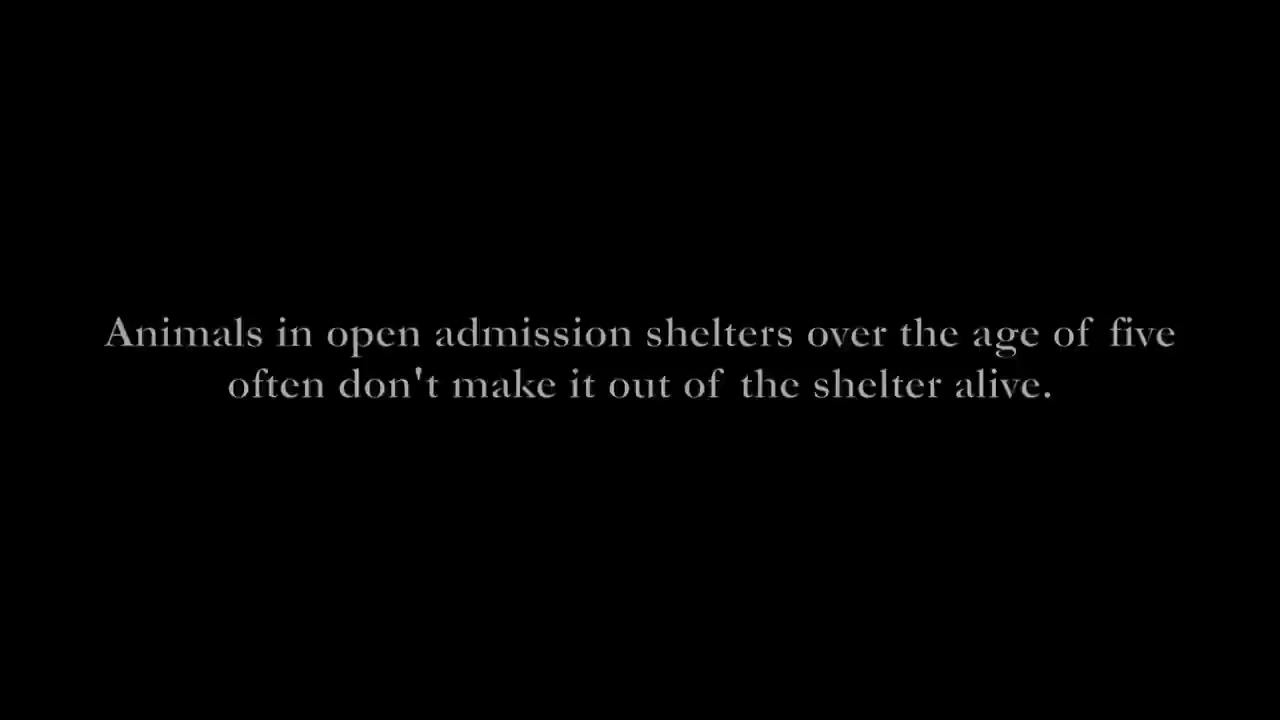 Animals in open admission shelters over the age of five
often don't make it out of the shelter alive.